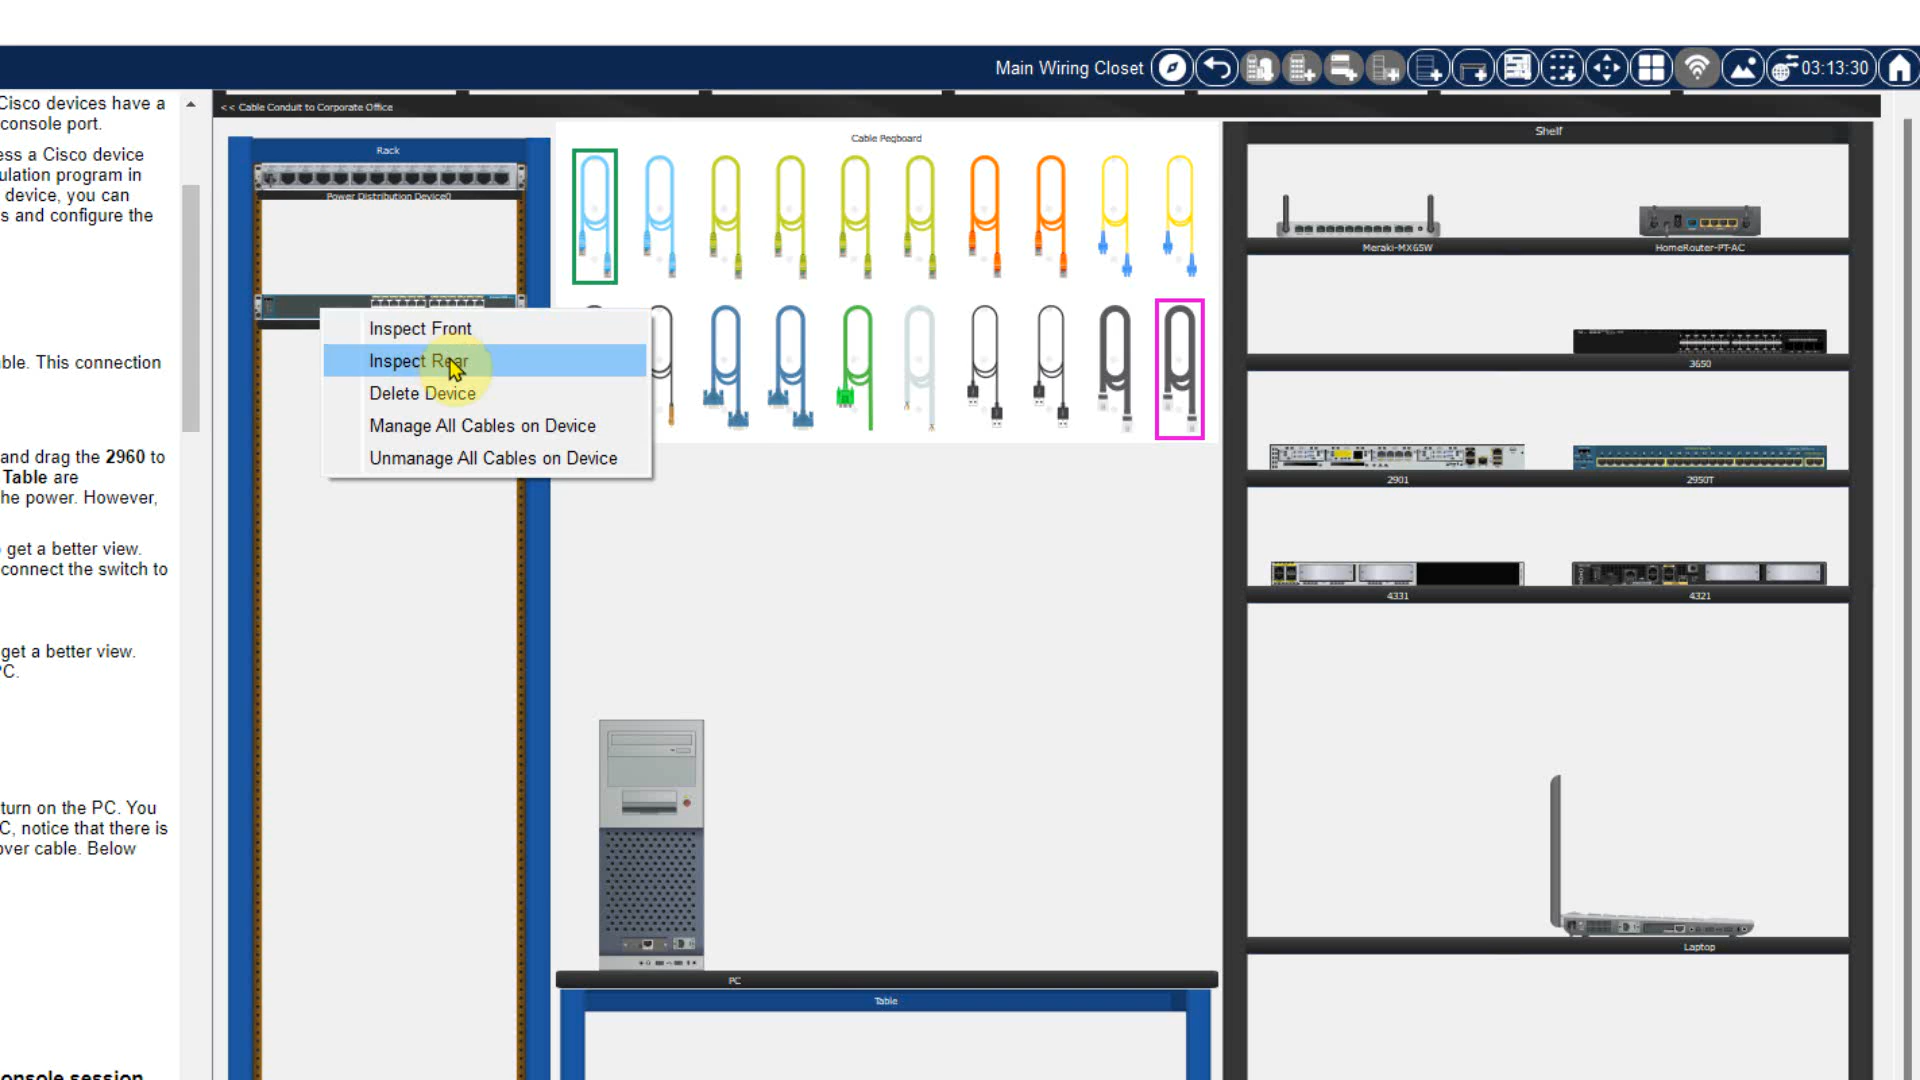 Main Wiring Closet
03:13:30
Cisco devices have a
console port.
ess a Cisco device
ulation program in
device, you can
s and configure the
ble. This connection
and drag the 2960 to
Table are
he power. However,
get a better view.
connect the switch to
get a better view.
C.
turn on the PC. You
C, notice that there is
over cable. Below
onsole session
<< Cable Conduit to Corporate Office
Rack
Power Distribution Device0
Inspect Front
Inspect Rear
Delete Device
Manage All Cables on Device
Unmanage All Cables on Device
Cable Pegboard
PC
Table
Shelf
Meraki-MX65W
HomeRouter-PT-AC
3650
2901
2950T
4331
4321
Laptop